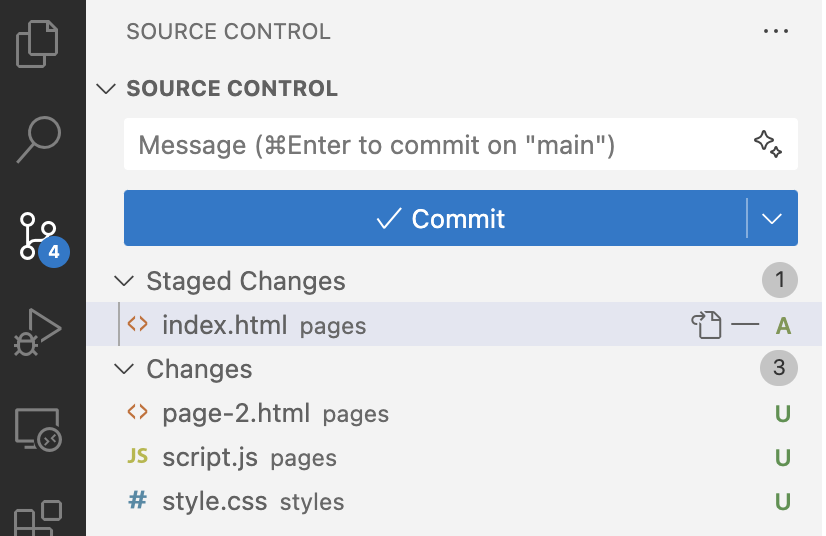 SOURCE CONTROL ...
SOURCE CONTROL
Message (⌘Enter to commit on "main")
Commit
4
Staged Changes 1
index.html pages A
Changes 3
page-2.html pages U
JS script.js pages U
# style.css styles U